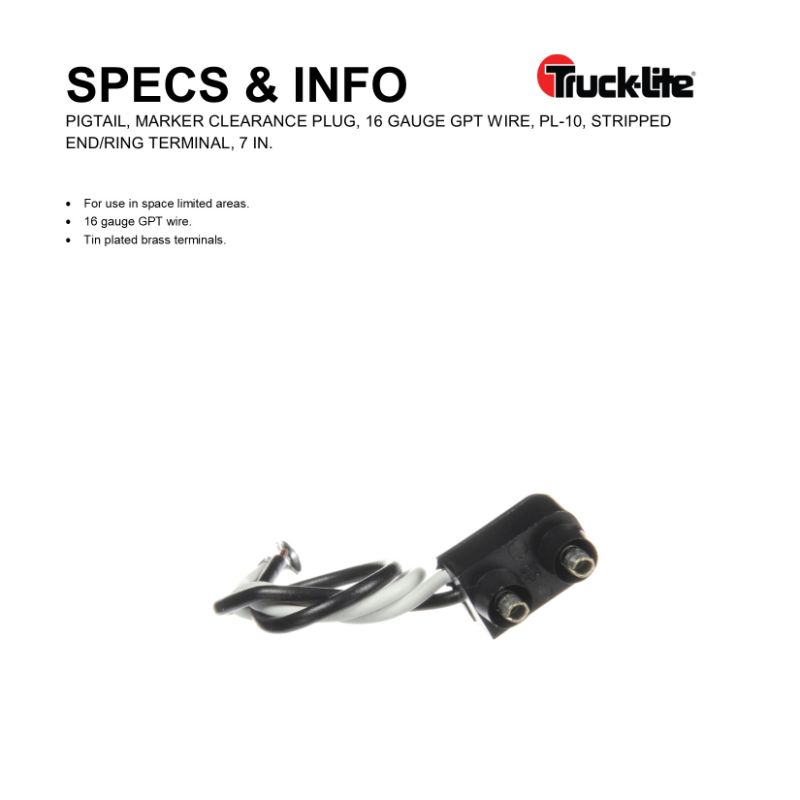 SPECS & INFO
Truck-Lite®
PIGTAIL, MARKER CLEARANCE PLUG, 16 GAUGE GPT WIRE, PL-10, STRIPPED
END/RING TERMINAL, 7 IN.
• For use in space limited areas.
• 16 gauge GPT wire.
• Tin plated brass terminals.